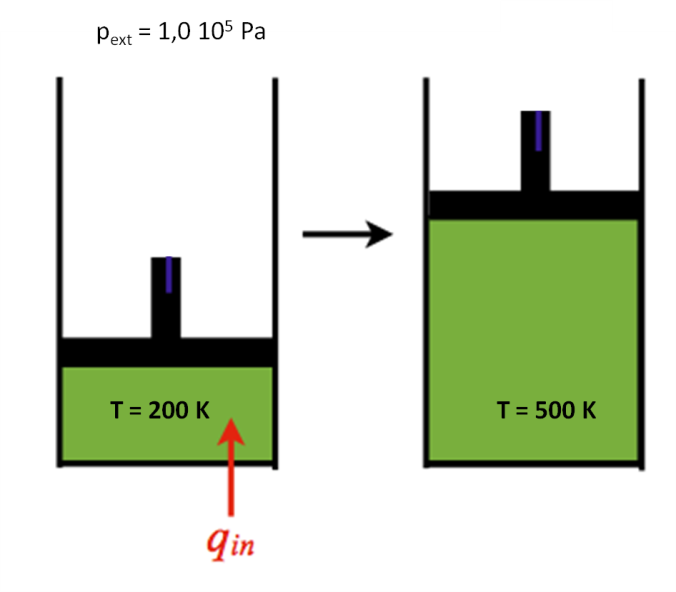 pext = 1,0 10⁵ Pa
T = 200 K
T = 500 K
qin